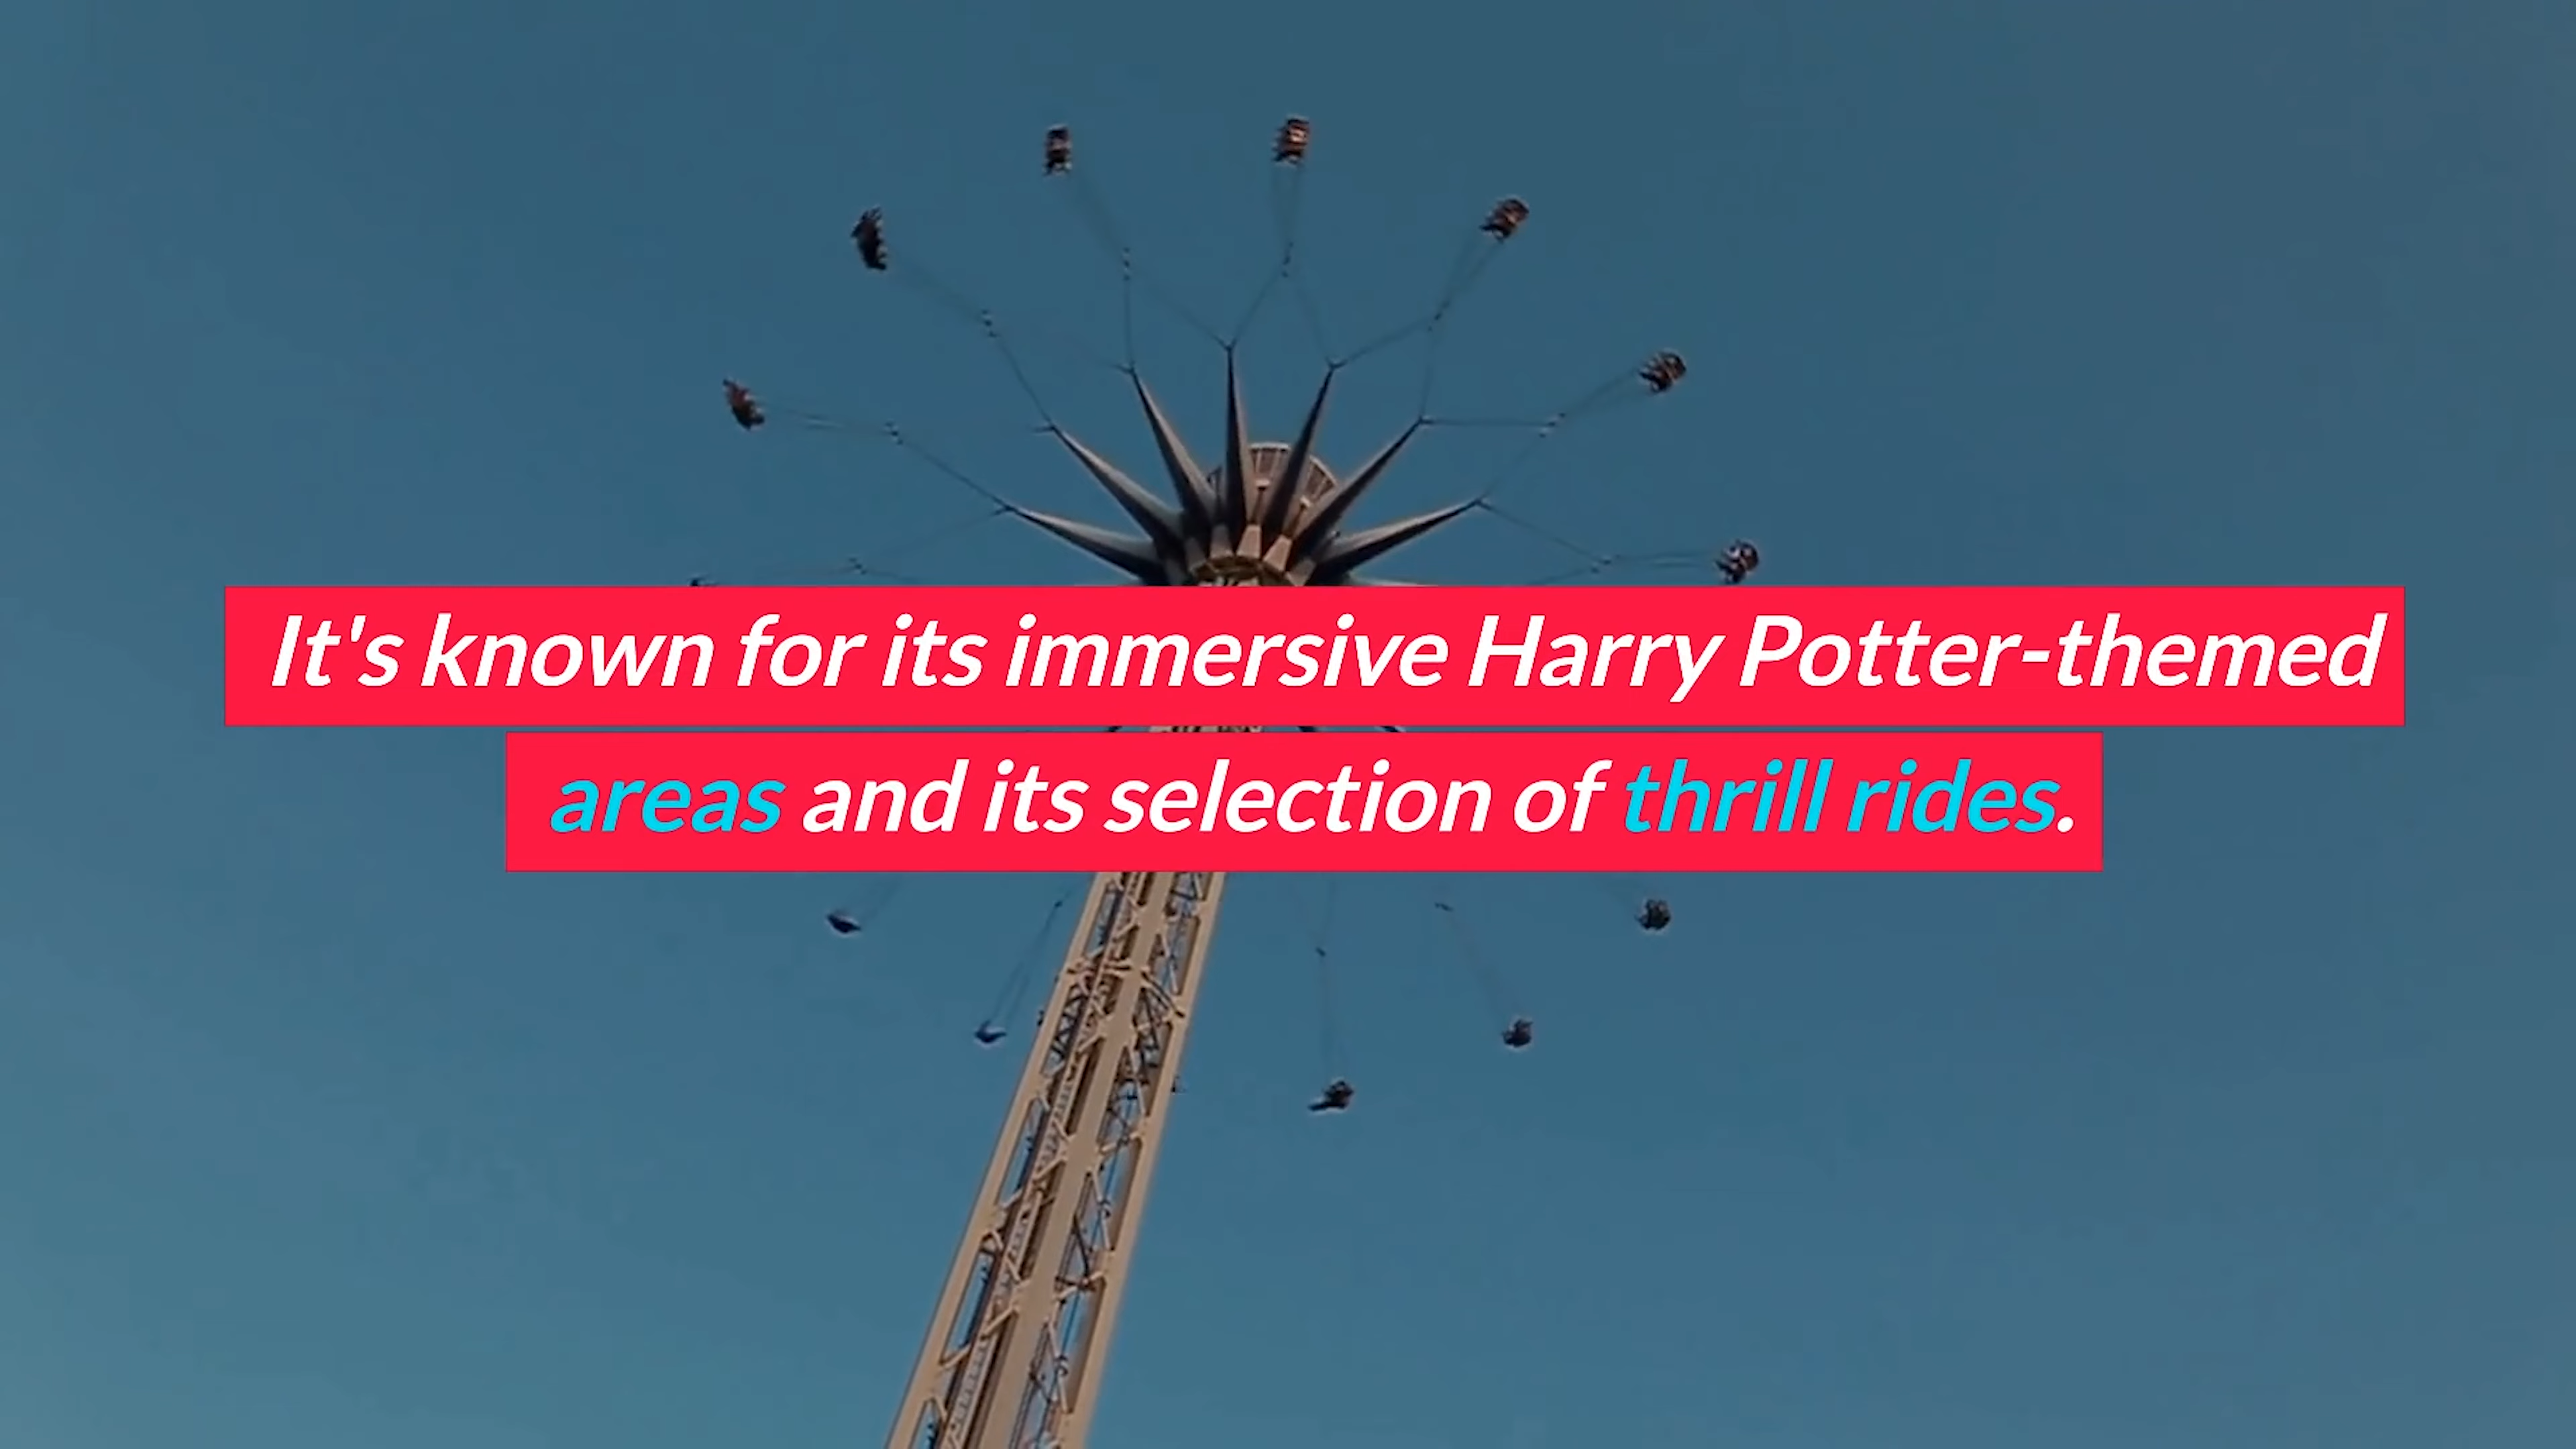 It's known for its immersive Harry Potter-themed
areas and its selection of thrill rides.